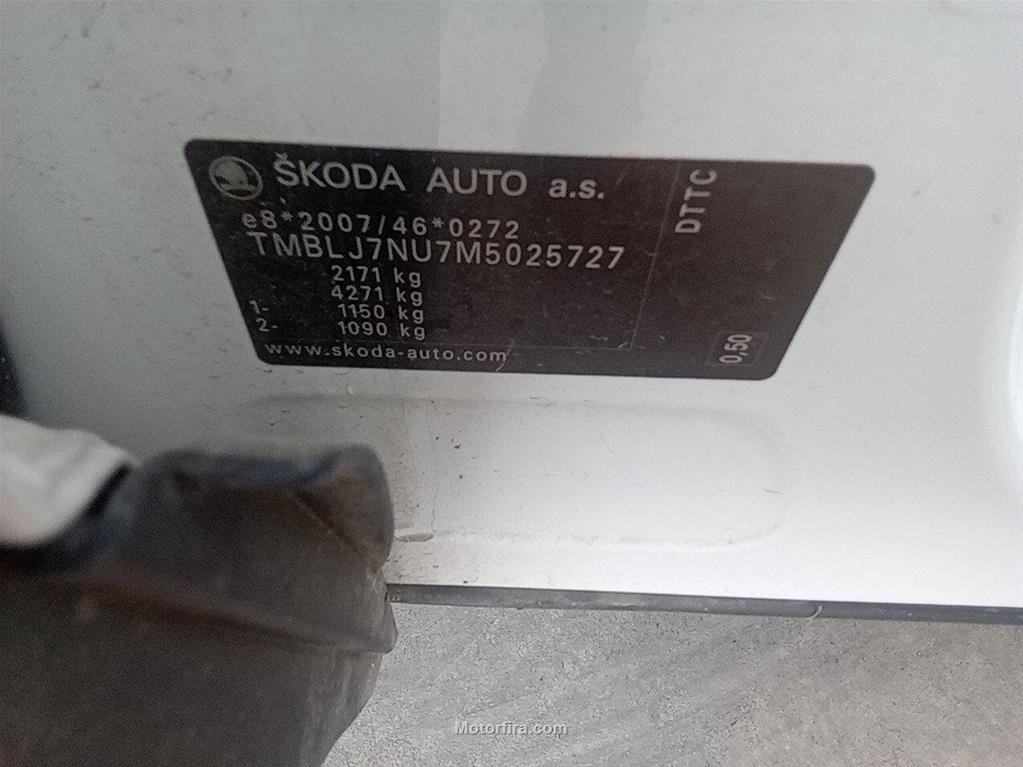 ŠKODA AUTO a.s.
e8*2007/46*0272
TMBLJ7NU7M5025727
2171 kg
4271 kg
1- 1150 kg
2- 1090 kg
www.skoda-auto.com
DTTC
0,50
Motorfira.com